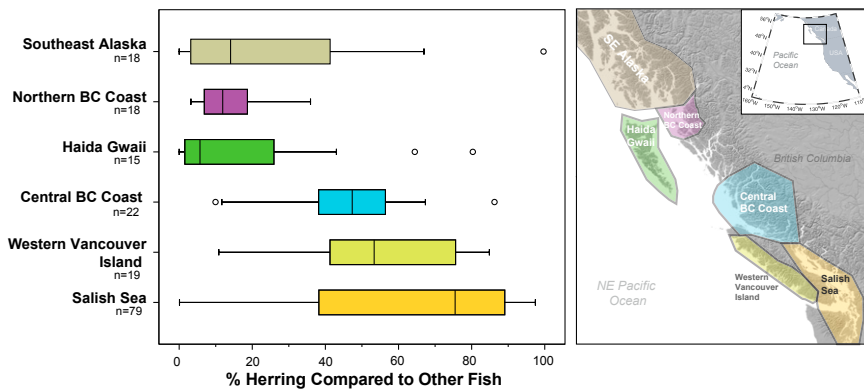 Southeast Alaska
n=18
Northern BC Coast
n=18
Haida Gwaii
n=15
Central BC Coast
n=22
Western Vancouver
Island
n=19
Salish Sea
n=79
0 20 40 60 80 100
% Herring Compared to Other Fish
SE Alaska
Northern
BC Coast
Haida
Gwaii
British Columbia
Central
BC Coast
Western
Vancouver
Island
Salish
Sea
NE Pacific
Ocean
Pacific
Ocean
Canada
USA